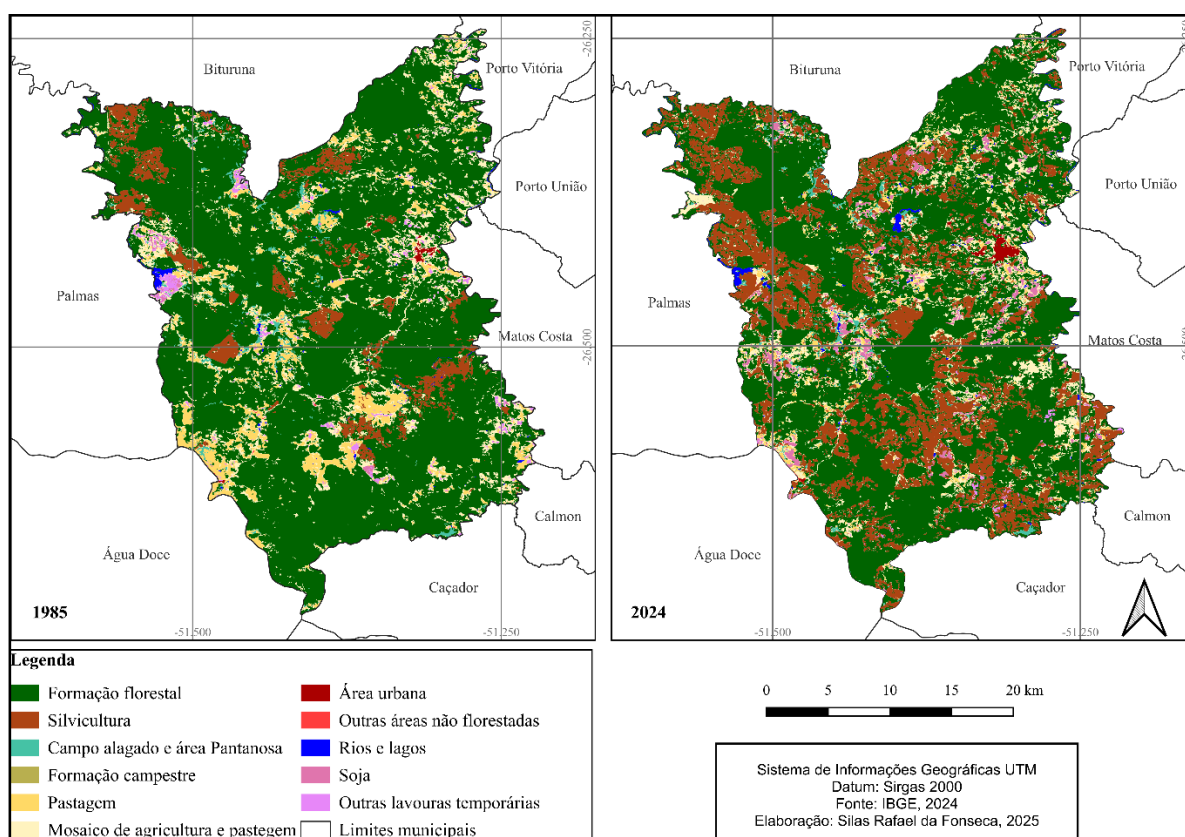 -26,250
Bituruna
Porto Vitória
Porto União
Palmas
-26,500
Matos Costa
Calmon
Água Doce
Caçador
1985
-51,500
-51,250
-26,250
Bituruna
Porto Vitória
Porto União
Palmas
-26,500
Matos Costa
Calmon
Água Doce
Caçador
2024
-51,500
-51,250
Legenda
Formação florestal
Silvicultura
Campo alagado e área Pantanosa
Formação campestre
Pastagem
Mosaico de agricultura e pastegem
Área urbana
Outras áreas não florestadas
Rios e lagos
Soja
Outras lavouras temporárias
Limites municipais
0 5 10 15 20 km
Sistema de Informações Geográficas UTM
Datum: Sirgas 2000
Fonte: IBGE, 2024
Elaboração: Silas Rafael da Fonseca, 2025